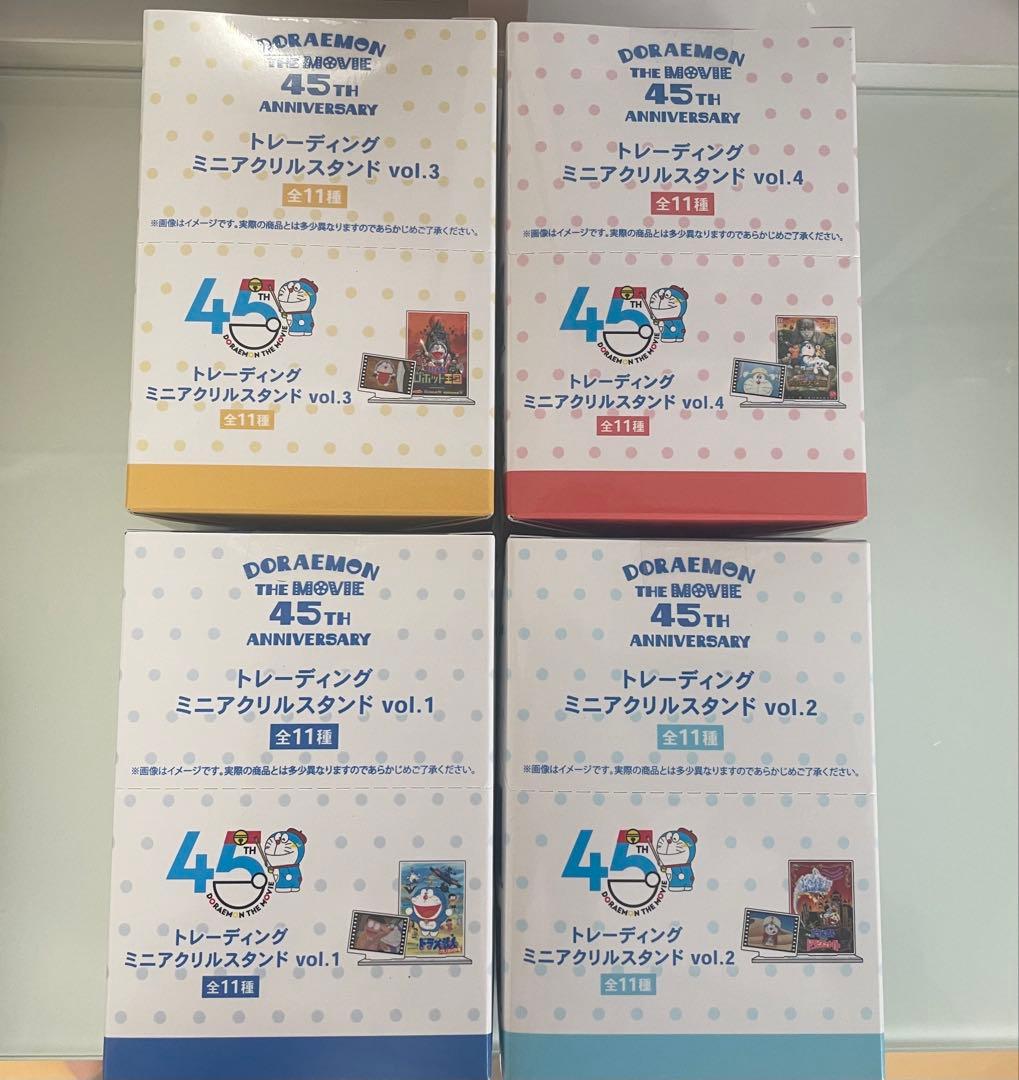 DORAEMON
THE MOVIE
45TH
ANNIVERSARY
トレーディング
ミニアクリルスタンド vol.3
全11種
※画像はイメージです。実際の商品とは多少異なりますのであらかじめご了承ください。
45TH
DORAEMON THE MOVIE
トレーディング
ミニアクリルスタンド vol.3
全11種
DORAEMON
THE MOVIE
45TH
ANNIVERSARY
トレーディング
ミニアクリルスタンド vol.4
全11種
※画像はイメージです。実際の商品とは多少異なりますのであらかじめご了承ください。
45TH
DORAEMON THE MOVIE
トレーディング
ミニアクリルスタンド vol.4
全11種
DORAEMON
THE MOVIE
45TH
ANNIVERSARY
トレーディング
ミニアクリルスタンド vol.1
全11種
※画像はイメージです。実際の商品とは多少異なりますのであらかじめご了承ください。
45TH
DORAEMON THE MOVIE
ドラえもん
トレーディング
ミニアクリルスタンド vol.1
全11種
DORAEMON
THE MOVIE
45TH
ANNIVERSARY
トレーディング
ミニアクリルスタンド vol.2
全11種
※画像はイメージです。実際の商品とは多少異なりますのであらかじめご了承ください。
45TH
DORAEMON THE MOVIE
トレーディング
ミニアクリルスタンド vol.2
全11種